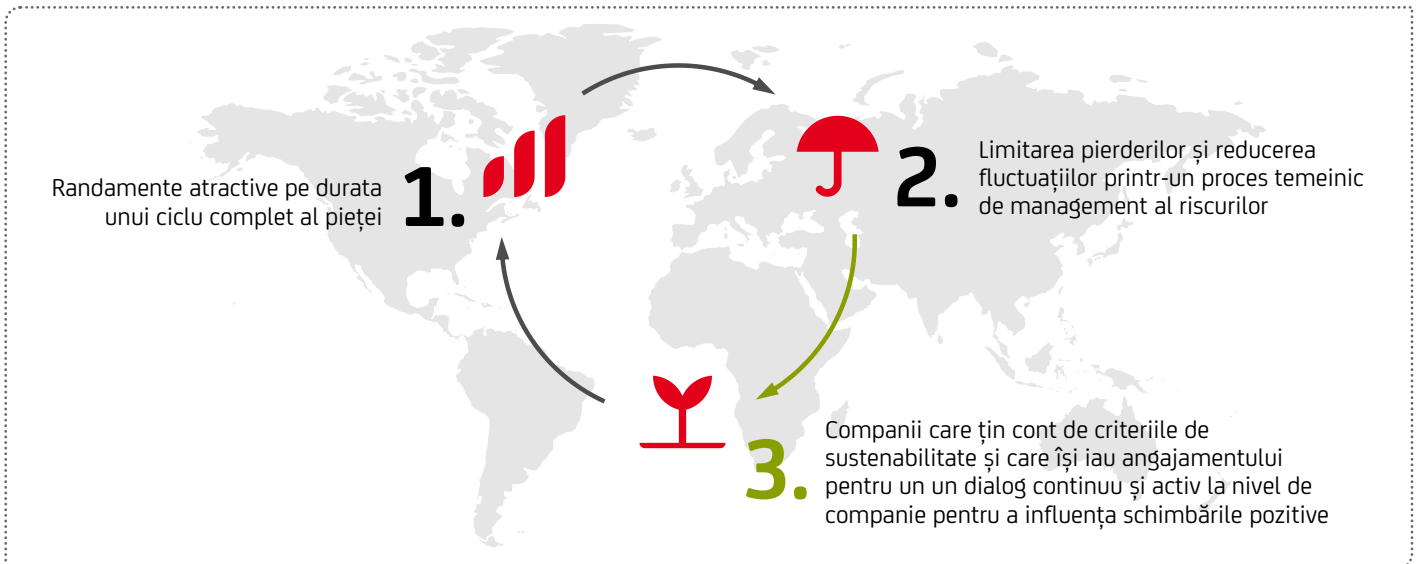 1.
Randamente atractive pe durata
unui ciclu complet al pieței
2.
Limitarea pierderilor și reducerea
fluctuațiilor printr-un proces temeinic
de management al riscurilor
3.
Companii care țin cont de criteriile de
sustenabilitate și care își iau angajamentului
pentru un un dialog continuu și activ la nivel de
companie pentru a influența schimbările pozitive